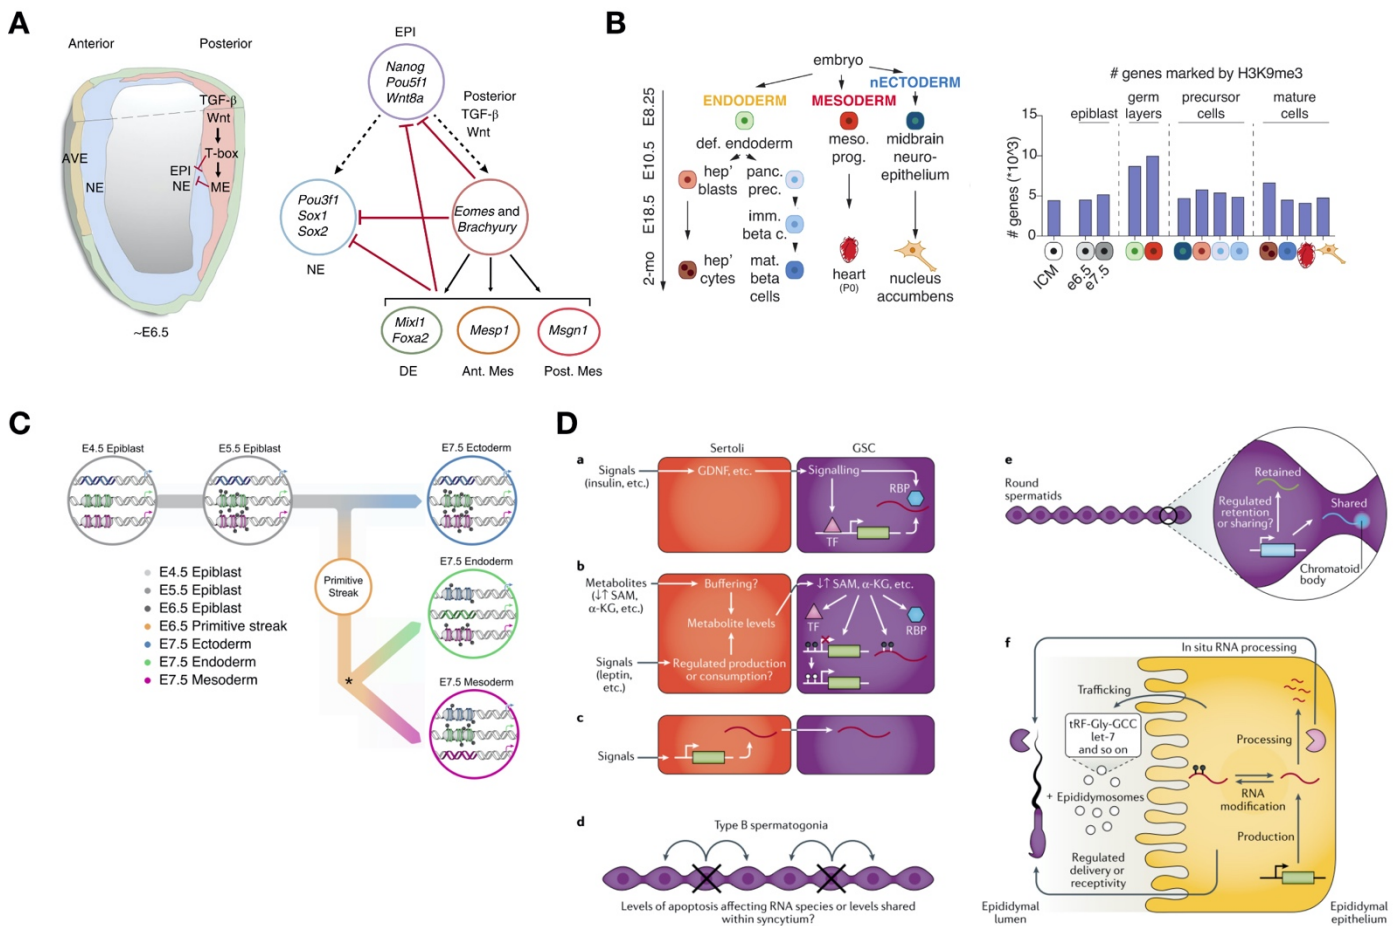 A
Anterior
Posterior
TGF-β
Wnt
T-box
AVE
EPI
NE
NE
ME
~E6.5
EPI
Nanog
Pou5f1
Wnt8a
Posterior
TGF-β
Wnt
Pou3f1
Sox1
Sox2
NE
Eomes and
Brachyury
Mixl1
Foxa2
Mesp1
Msgn1
DE
Ant. Mes
Post. Mes
B
embryo
nECTODERM
ENDODERM
MESODERM
E8.25
E10.5
E18.5
2-mo
def. endoderm
hep'
blasts
panc.
prec.
imm.
beta c.
hep'
cytes
mat.
beta
cells
meso.
prog.
heart
(P0)
midbrain
neuro-
epithelium
nucleus
accumbens
# genes marked by H3K9me3
epiblast
germ
layers
precursor
cells
mature
cells
# genes (*10^3)
15
10
5
0
ICM
e6.5
e7.5
C
E4.5 Epiblast
E5.5 Epiblast
E7.5 Ectoderm
E7.5 Endoderm
E7.5 Mesoderm
Primitive
Streak
*
E4.5 Epiblast
E5.5 Epiblast
E6.5 Epiblast
E6.5 Primitive streak
E7.5 Ectoderm
E7.5 Endoderm
E7.5 Mesoderm
D
Sertoli
GSC
a
Signals
(insulin, etc.)
GDNF, etc.
Signalling
RBP
TF
b
Metabolites
(↓↑ SAM,
α-KG, etc.)
Buffering?
Metabolite levels
↓↑ SAM, α-KG, etc.
TF
RBP
Signals
(leptin,
etc.)
Regulated production
or consumption?
c
Signals
d
Type B spermatogonia
Levels of apoptosis affecting RNA species or levels shared
within syncytium?
e
Round
spermatids
Retained
Regulated
retention
or sharing?
Shared
Chromatoid
body
f
In situ RNA processing
Trafficking
tRF-Gly-GCC
let-7
and so on
Processing
+ Epididymosomes
RNA
modification
Production
Regulated
delivery or
receptivity
Epididymal
lumen
Epididymal
epithelium